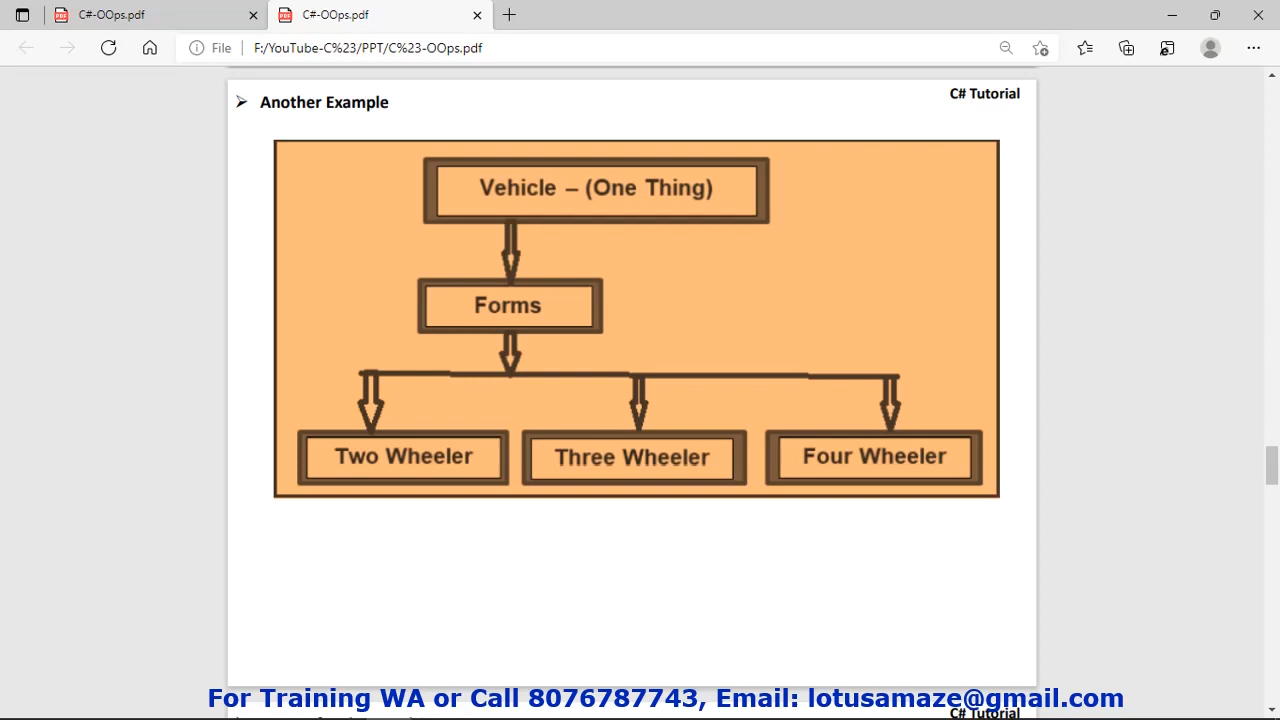 C#-OOps.pdf
C#-OOps.pdf
File
F:/YouTube-C%23/PPT/C%23-OOps.pdf
C# Tutorial
Another Example
Vehicle – (One Thing)
Forms
Two Wheeler
Three Wheeler
Four Wheeler
For Training WA or Call 8076787743, Email: lotusamaze@gmail.com
C# Tutorial